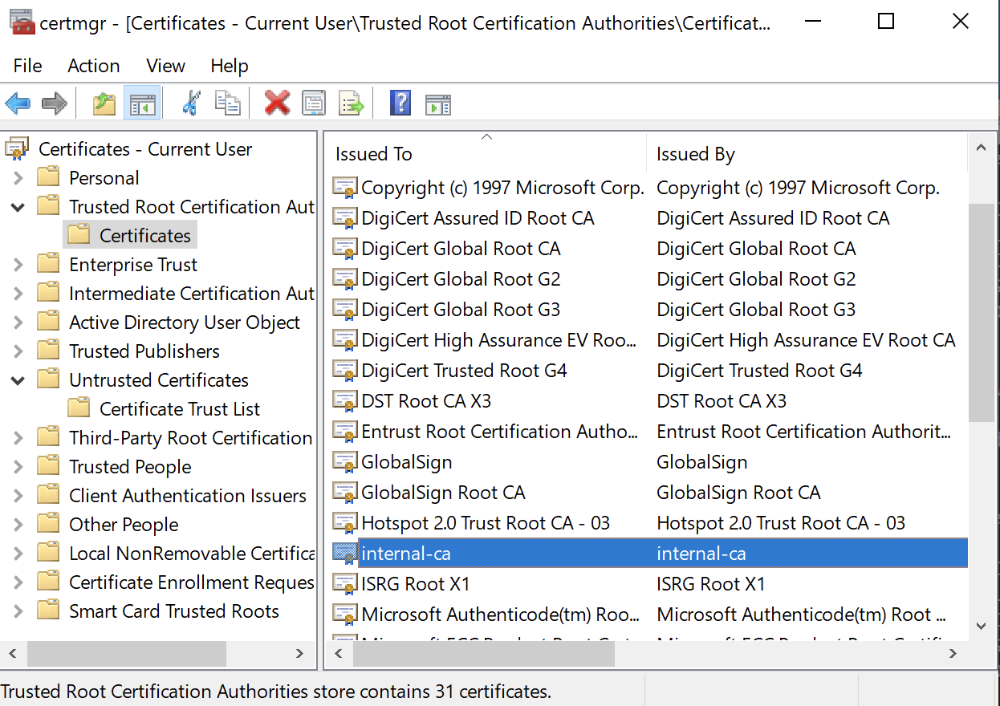 certmgr - [Certificates - Current User\Trusted Root Certification Authorities\Certificat...
File Action View Help
Certificates - Current User
Personal
Trusted Root Certification Aut
Certificates
Enterprise Trust
Intermediate Certification Aut
Active Directory User Object
Trusted Publishers
Untrusted Certificates
Certificate Trust List
Third-Party Root Certification
Trusted People
Client Authentication Issuers
Other People
Local NonRemovable Certifica
Certificate Enrollment Reques
Smart Card Trusted Roots
Issued To Issued By
Copyright (c) 1997 Microsoft Corp. Copyright (c) 1997 Microsoft Corp.
DigiCert Assured ID Root CA DigiCert Assured ID Root CA
DigiCert Global Root CA DigiCert Global Root CA
DigiCert Global Root G2 DigiCert Global Root G2
DigiCert Global Root G3 DigiCert Global Root G3
DigiCert High Assurance EV Roo... DigiCert High Assurance EV Root CA
DigiCert Trusted Root G4 DigiCert Trusted Root G4
DST Root CA X3 DST Root CA X3
Entrust Root Certification Autho... Entrust Root Certification Authorit...
GlobalSign GlobalSign
GlobalSign Root CA GlobalSign Root CA
Hotspot 2.0 Trust Root CA - 03 Hotspot 2.0 Trust Root CA - 03
internal-ca internal-ca
ISRG Root X1 ISRG Root X1
Microsoft Authenticode(tm) Roo... Microsoft Authenticode(tm) Root ...
Trusted Root Certification Authorities store contains 31 certificates.